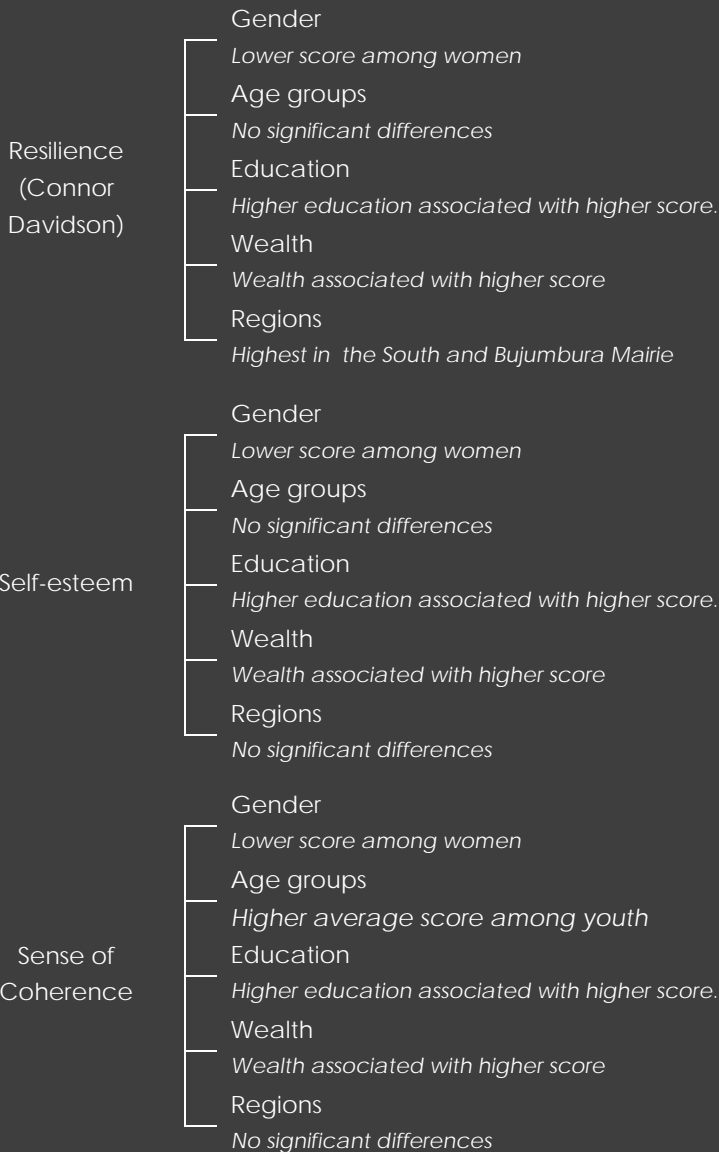 Resilience
(Connor
Davidson)
Gender
Lower score among women
Age groups
No significant differences
Education
Higher education associated with higher score.
Wealth
Wealth associated with higher score
Regions
Highest in the South and Bujumbura Mairie
Self-esteem
Gender
Lower score among women
Age groups
No significant differences
Education
Higher education associated with higher score.
Wealth
Wealth associated with higher score
Regions
No significant differences
Sense of
Coherence
Gender
Lower score among women
Age groups
Higher average score among youth
Education
Higher education associated with higher score.
Wealth
Wealth associated with higher score
Regions
No significant differences